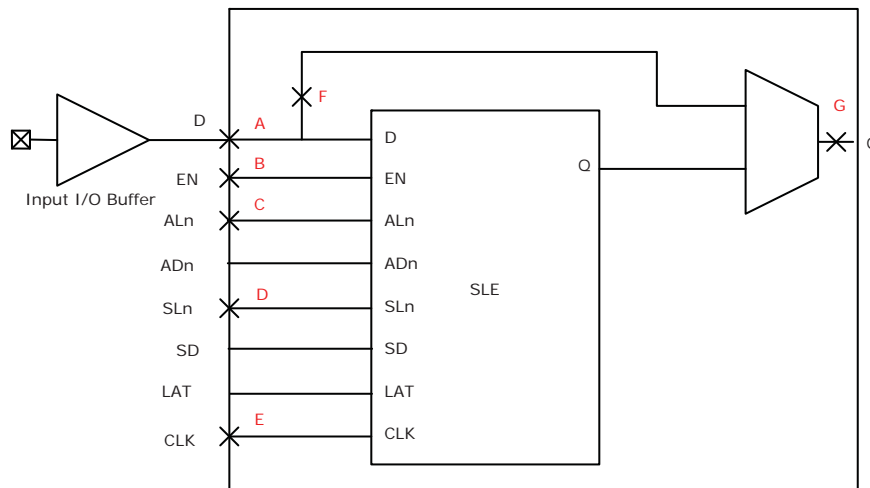 F
D
A
D
G
B
Q
EN
EN
Input I/O Buffer
C
ALn
ALn
ADn
ADn
D
SLE
SLn
SLn
SD
SD
LAT
LAT
E
CLK
CLK